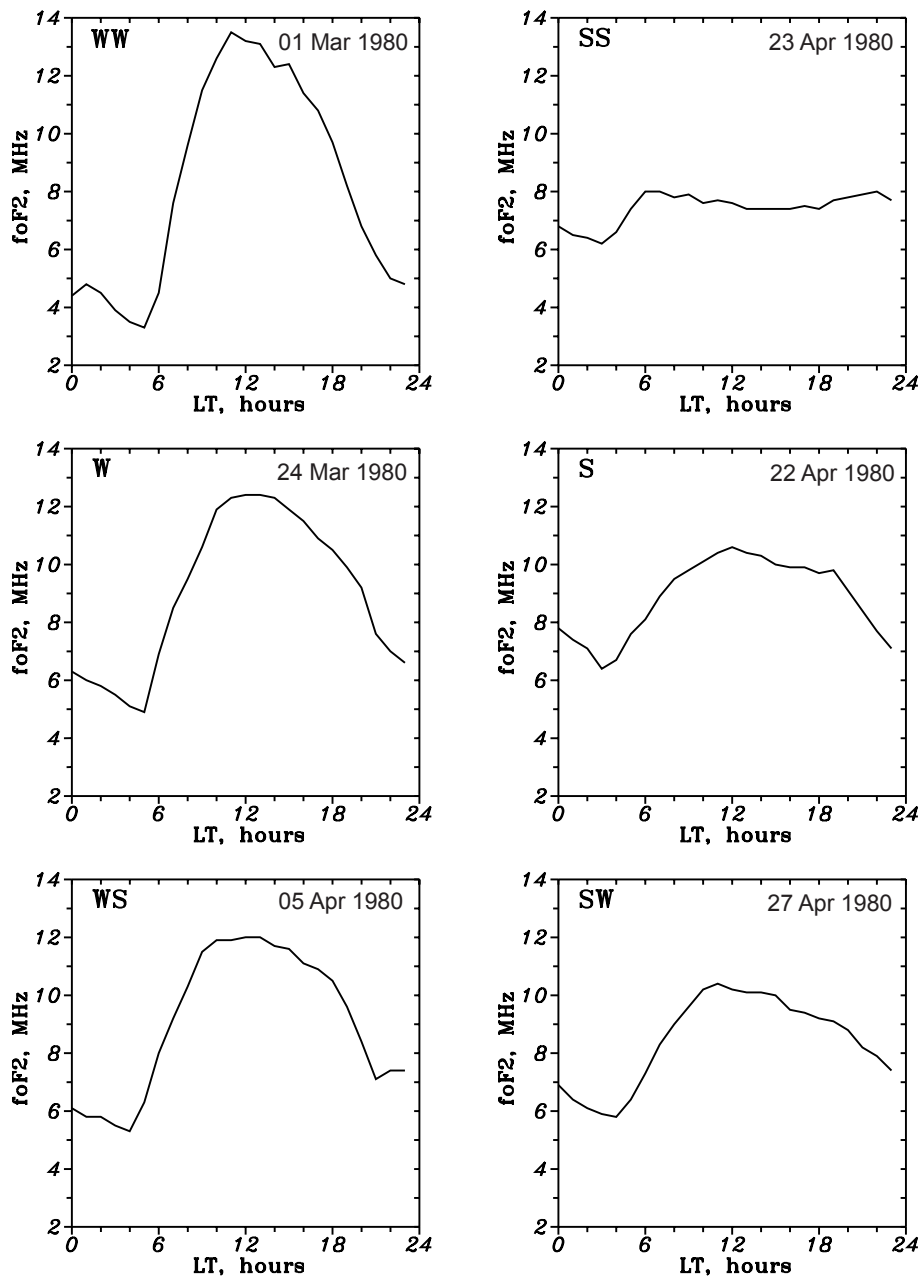 14
WW
01 Mar 1980
12
10
8
6
4
2
foF2, MHz
0 6 12 18 24
LT, hours
14
SS
23 Apr 1980
12
10
8
6
4
2
foF2, MHz
0 6 12 18 24
LT, hours
14
W
24 Mar 1980
12
10
8
6
4
2
foF2, MHz
0 6 12 18 24
LT, hours
14
S
22 Apr 1980
12
10
8
6
4
2
foF2, MHz
0 6 12 18 24
LT, hours
14
WS
05 Apr 1980
12
10
8
6
4
2
foF2, MHz
0 6 12 18 24
LT, hours
14
SW
27 Apr 1980
12
10
8
6
4
2
foF2, MHz
0 6 12 18 24
LT, hours